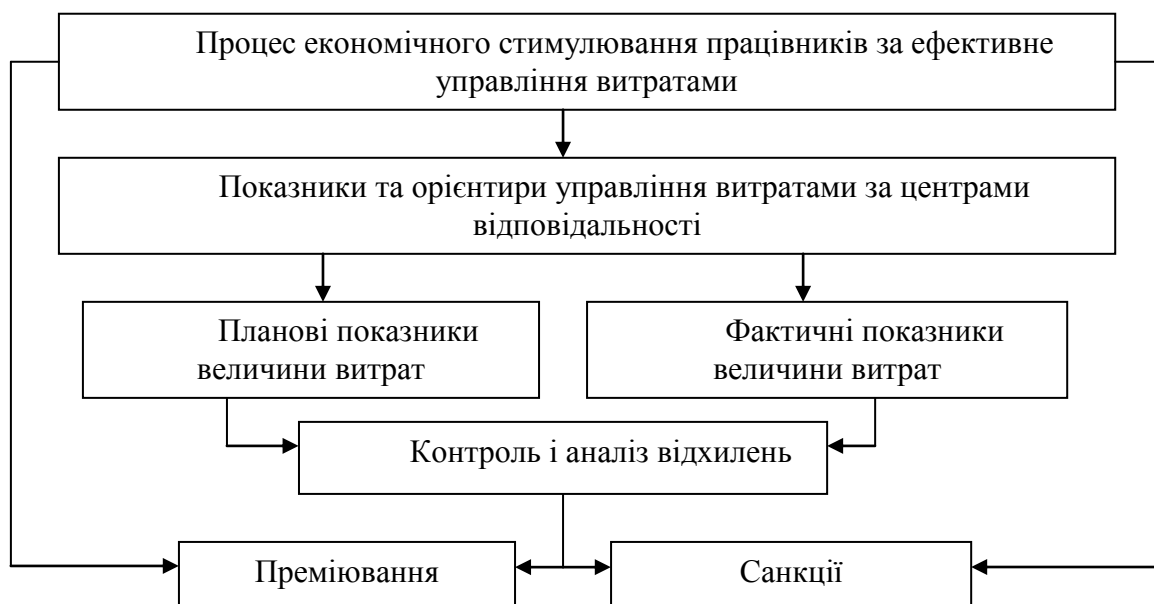 Процес економічного стимулювання працівників за ефективне
управління витратами
Показники та орієнтири управління витратами за центрами
відповідальності
Планові показники
величини витрат
Фактичні показники
величини витрат
Контроль і аналіз відхилень
Преміювання
Санкції